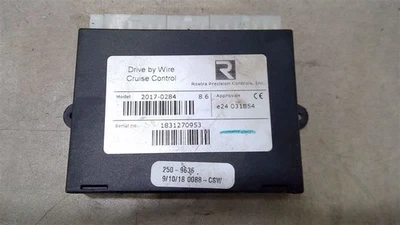 Drive by Wire
Cruise Control
R
Rostra Precision Controls, Inc.
Model
2017-0284
8.6
Approval CE
e24 031854
Serial no.
1831270953
250-9636
9/10/18 0088-CSW